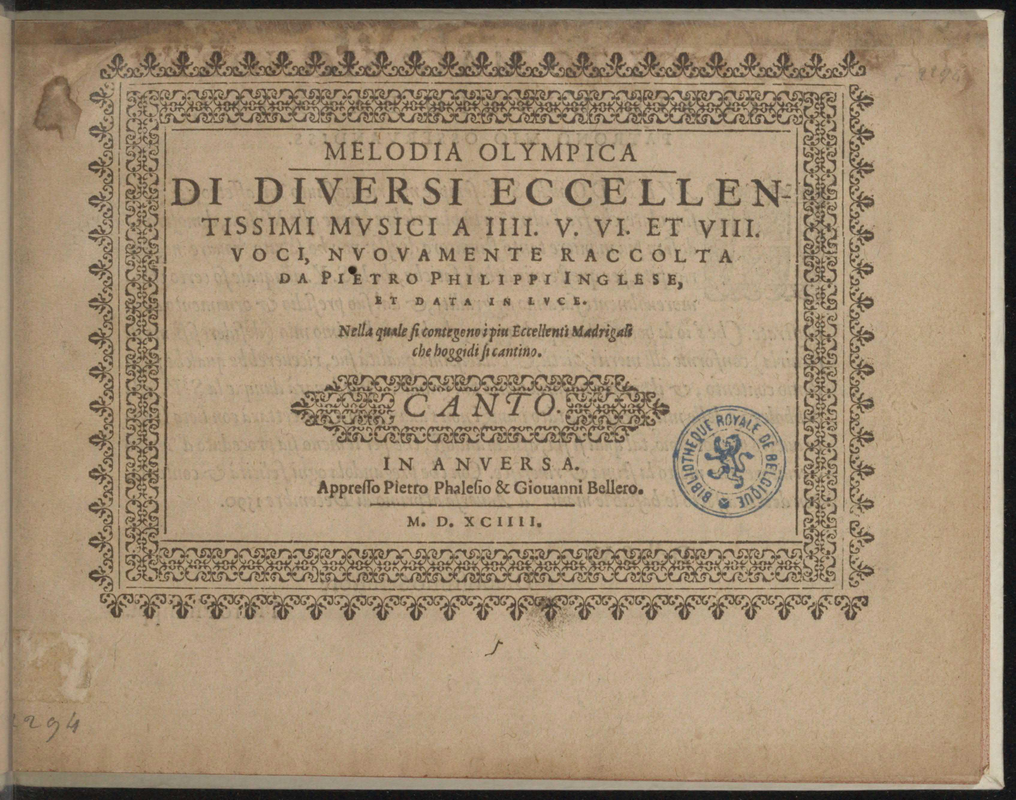 MELODIA OLYMPICA
DI DIVERSI ECCELLEN-
TISSIMI MVSICI A IIII. V. VI. ET VIII.
VOCI, NVOVAMENTE RACCOLTA
DA PIETRO PHILIPPI INGLESE,
ET DATA IN LVCE.
Nella quale si contegono i piu Eccellenti Madrigali
che hoggidi si cantino.
CANTO.
IN ANVERSA.
Appresso Pietro Phalesio & Giouanni Bellero.
M. D. XCIIII.
BIBLIOTHEQUE ROYALE DE BELGIQUE
2294